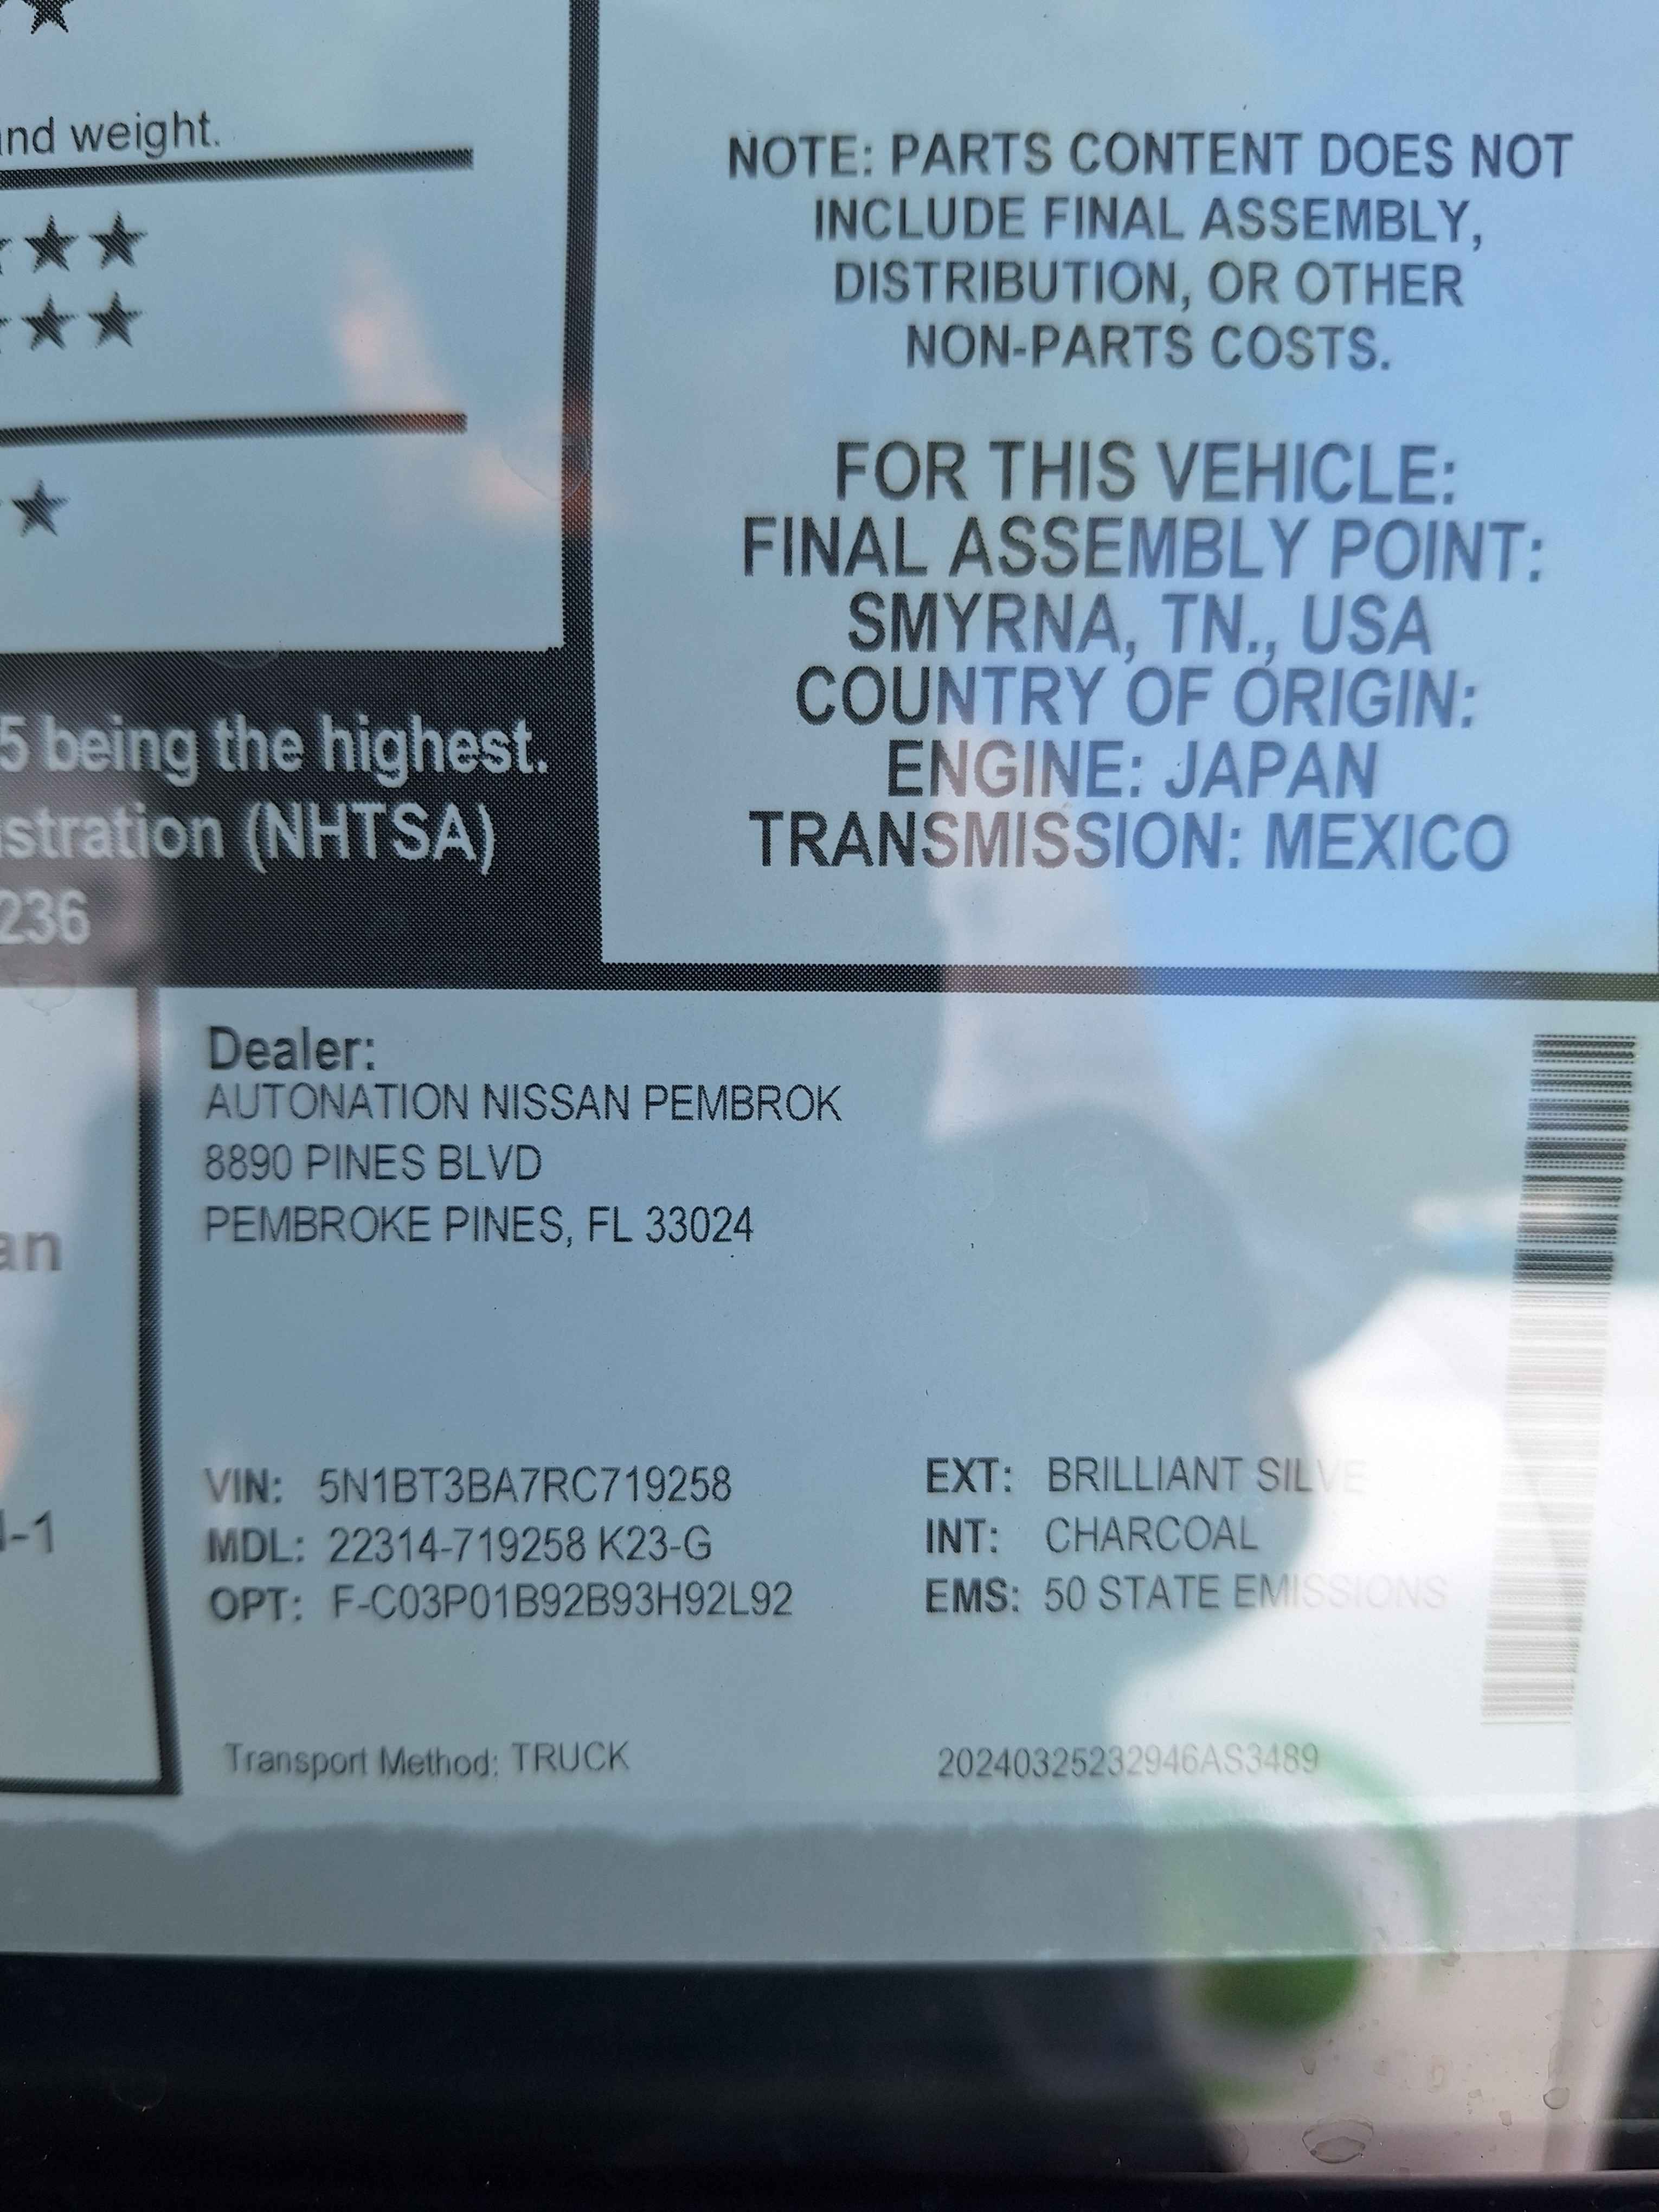 nd weight.
5 being the highest.
stration (NHTSA)
236
NOTE: PARTS CONTENT DOES NOT
INCLUDE FINAL ASSEMBLY,
DISTRIBUTION, OR OTHER
NON-PARTS COSTS.
FOR THIS VEHICLE:
FINAL ASSEMBLY POINT:
SMYRNA, TN., USA
COUNTRY OF ORIGIN:
ENGINE: JAPAN
TRANSMISSION: MEXICO
an
-1
Dealer:
AUTONATION NISSAN PEMBROK
8890 PINES BLVD
PEMBROKE PINES, FL 33024
VIN: 5N1BT3BA7RC719258
MDL: 22314-719258 K23-G
OPT: F-C03P01B92B93H92L92
EXT: BRILLIANT SILVE
INT: CHARCOAL
EMS: 50 STATE EMISSIONS
Transport Method: TRUCK
20240325232946AS3489